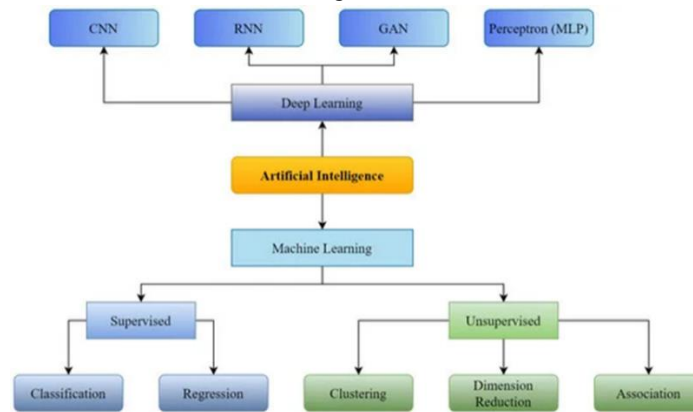 CNN
RNN
GAN
Perceptron (MLP)
Deep Learning
Artificial Intelligence
Machine Learning
Supervised
Unsupervised
Classification
Regression
Clustering
Dimension
Reduction
Association